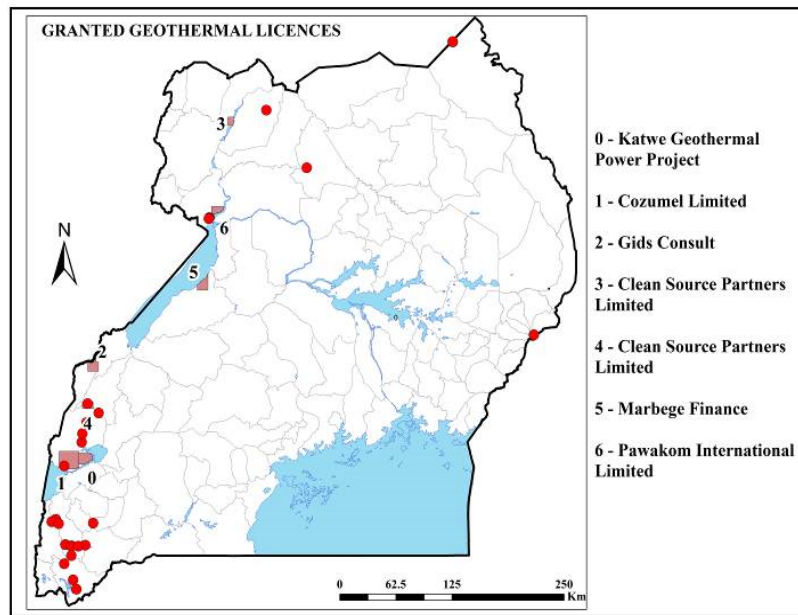 GRANTED GEOTHERMAL LICENCES
3
6
5
N
2
4
1
0
0 - Katwe Geothermal
Power Project
1 - Cozumel Limited
2 - Gids Consult
3 - Clean Source Partners
Limited
4 - Clean Source Partners
Limited
5 - Marbege Finance
6 - Pawakom International
Limited
0 62.5 125 250
Km